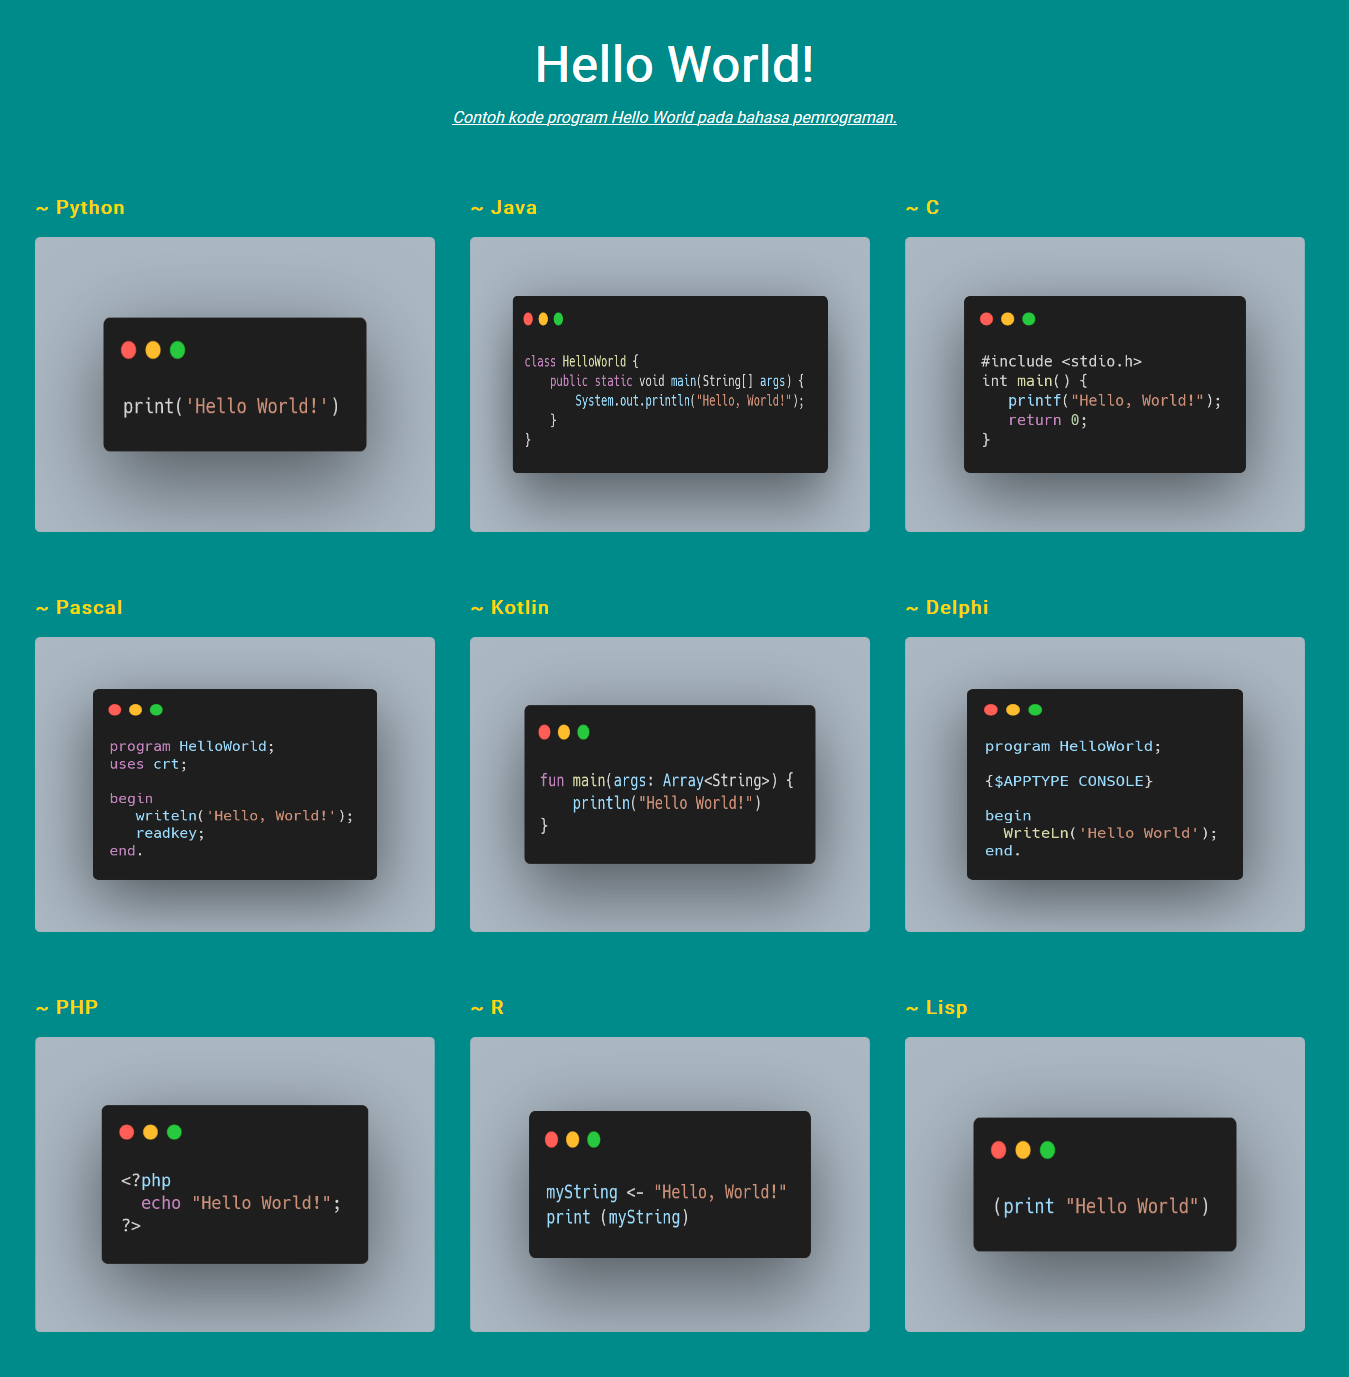 Hello World!
Contoh kode program Hello World pada bahasa pemrograman.
~ Python
print('Hello World!')
~ Java
class HelloWorld {
    public static void main(String[] args) {
        System.out.println("Hello, World!");
    }
}
~ C
#include <stdio.h>
int main() {
   printf("Hello, World!");
   return 0;
}
~ Pascal
program HelloWorld;
uses crt;
begin
   writeln('Hello, World!');
   readkey;
end.
~ Kotlin
fun main(args: Array<String>) {
    println("Hello World!")
}
~ Delphi
program HelloWorld;
{$APPTYPE CONSOLE}
begin
  WriteLn('Hello World');
end.
~ PHP
<?php
  echo "Hello World!";
?>
~ R
myString <- "Hello, World!"
print (myString)
~ Lisp
(print "Hello World")